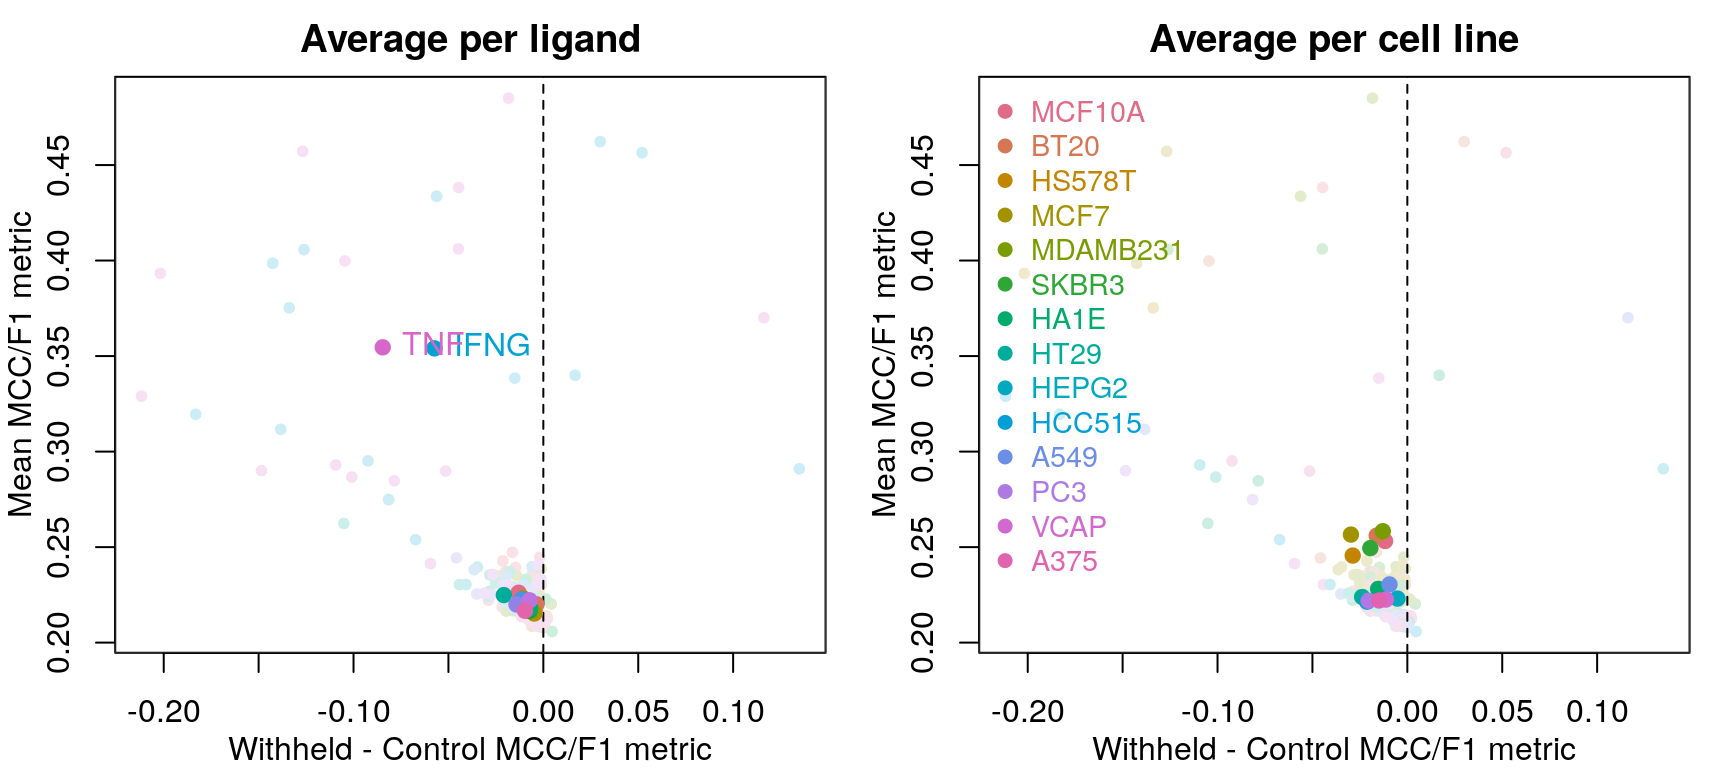 Average per ligand
Mean MCC/F1 metric
0.45
0.40
0.35
0.30
0.25
0.20
TNF
IFNG
-0.20
-0.10
0.00
0.05
0.10
Withheld - Control MCC/F1 metric
Average per cell line
Mean MCC/F1 metric
0.45
0.40
0.35
0.30
0.25
0.20
MCF10A
BT20
HS578T
MCF7
MDAMB231
SKBR3
HA1E
HT29
HEPG2
HCC515
A549
PC3
VCAP
A375
-0.20
-0.10
0.00
0.05
0.10
Withheld - Control MCC/F1 metric